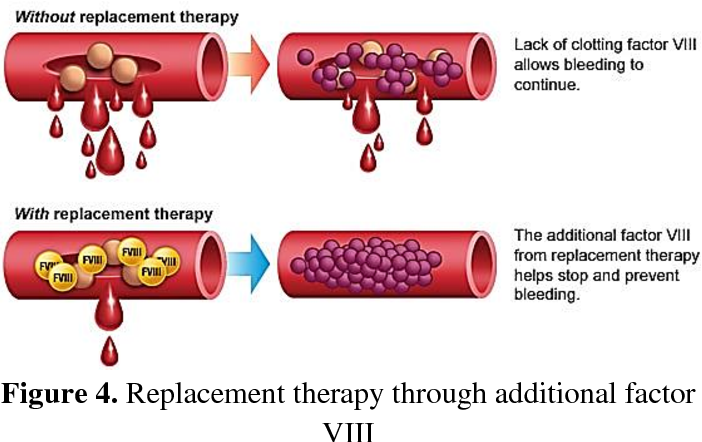 Without replacement therapy
Lack of clotting factor VIII
allows bleeding to
continue.
With replacement therapy
FVIII
FVIII
FVIII
FVIII
FVIII
FVIII
The additional factor VIII
from replacement therapy
helps stop and prevent
bleeding.
Figure 4. Replacement therapy through additional factor
VIII